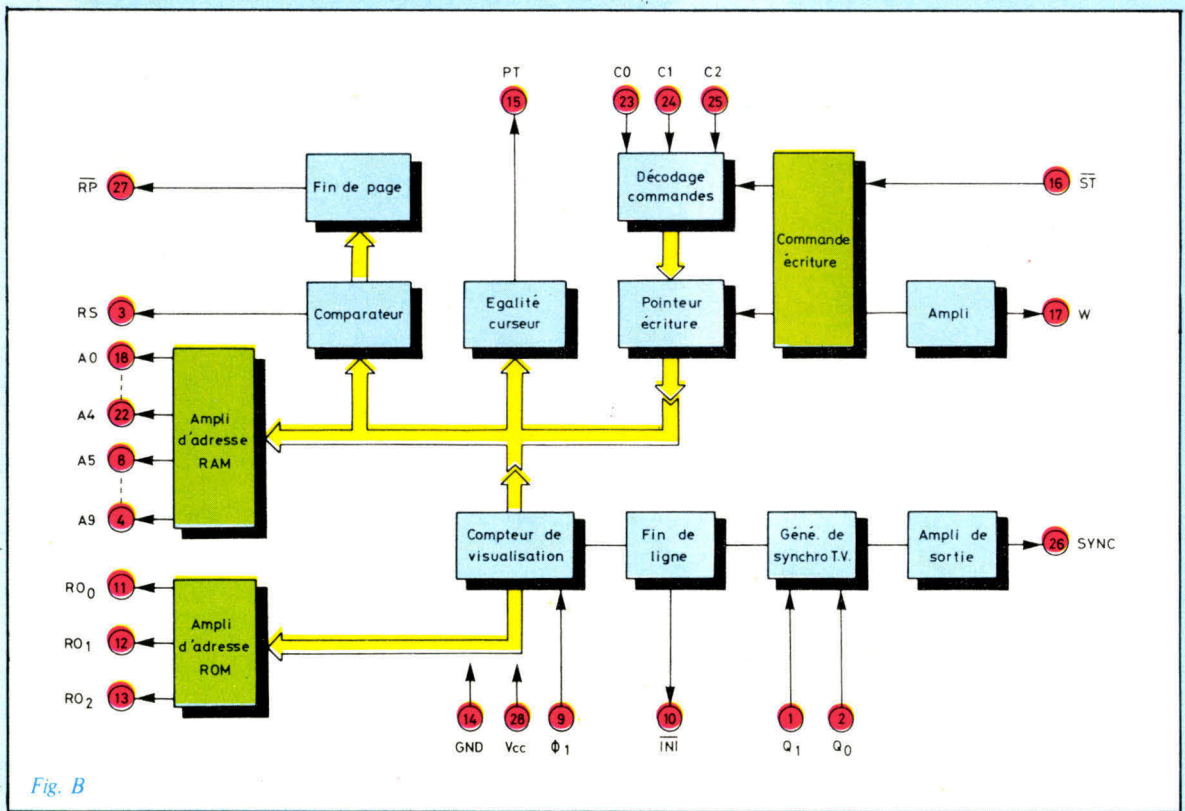 PT
15
C0 C1 C2
23 24 25
RP
27
Fin de page
Décodage
commandes
Commande
écriture
16
ST
RS
3
Comparateur
Egalité
curseur
Pointeur
écriture
Ampli
17
W
A0
18
A4
22
A5
8
A9
4
Ampli
d'adresse
RAM
Compteur de
visualisation
Fin de
ligne
Géné. de
synchro T.V.
Ampli de
sortie
26
SYNC
RO0
11
RO1
12
RO2
13
Ampli
d'adresse
ROM
14 28 9 10 1 2
GND Vcc Φ1 INI Q1 Q0
Fig. B